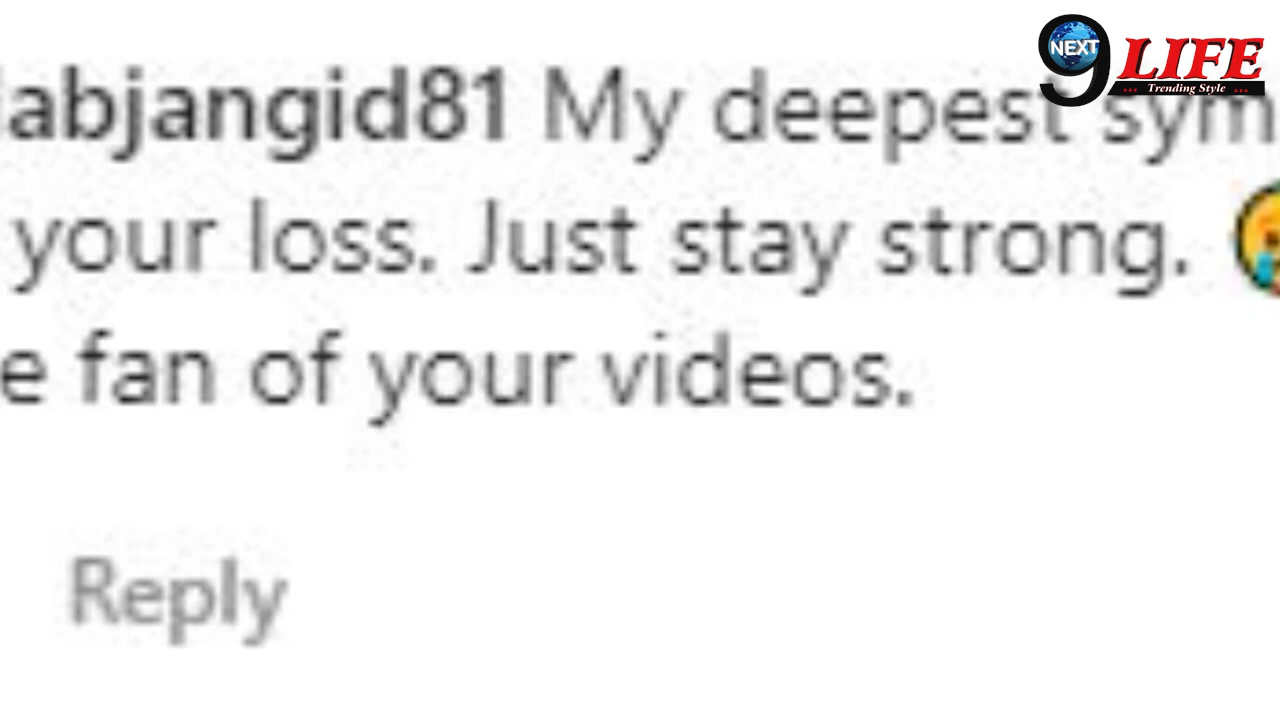 NEXT
9 LIFE
... Trending Style ...
abjangid81 My deepest sym
your loss. Just stay strong. 😢
e fan of your videos.
Reply